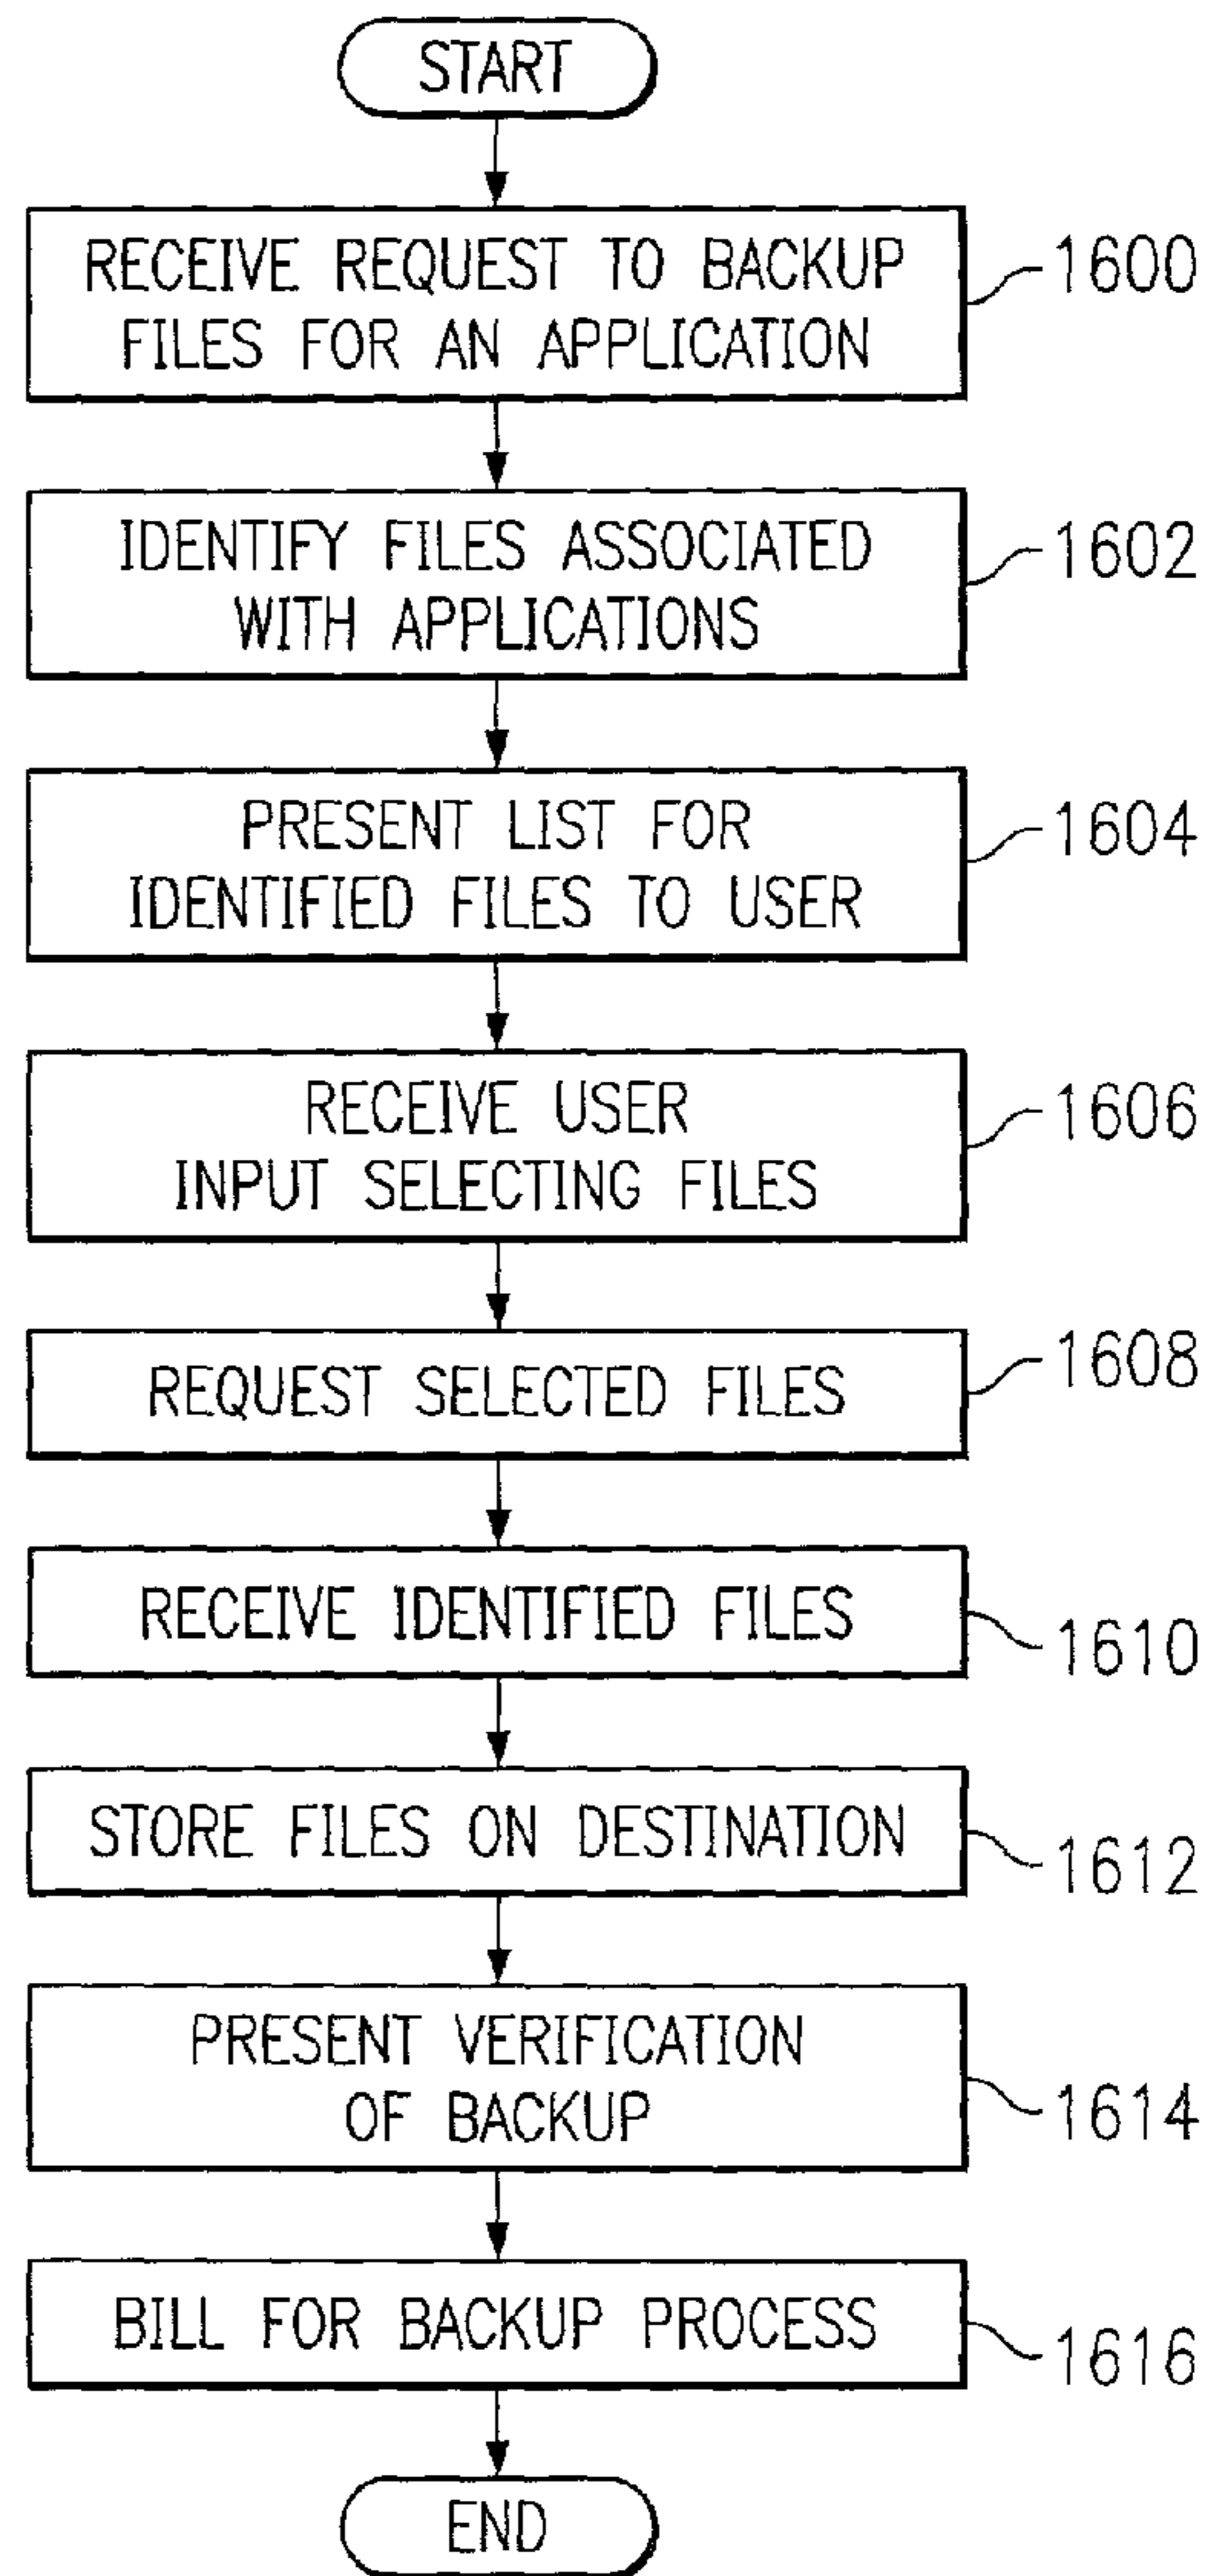 START
RECEIVE REQUEST TO BACKUP
FILES FOR AN APPLICATION
1600
IDENTIFY FILES ASSOCIATED
WITH APPLICATIONS
1602
PRESENT LIST FOR
IDENTIFIED FILES TO USER
1604
RECEIVE USER
INPUT SELECTING FILES
1606
REQUEST SELECTED FILES
1608
RECEIVE IDENTIFIED FILES
1610
STORE FILES ON DESTINATION
1612
PRESENT VERIFICATION
OF BACKUP
1614
BILL FOR BACKUP PROCESS
1616
END